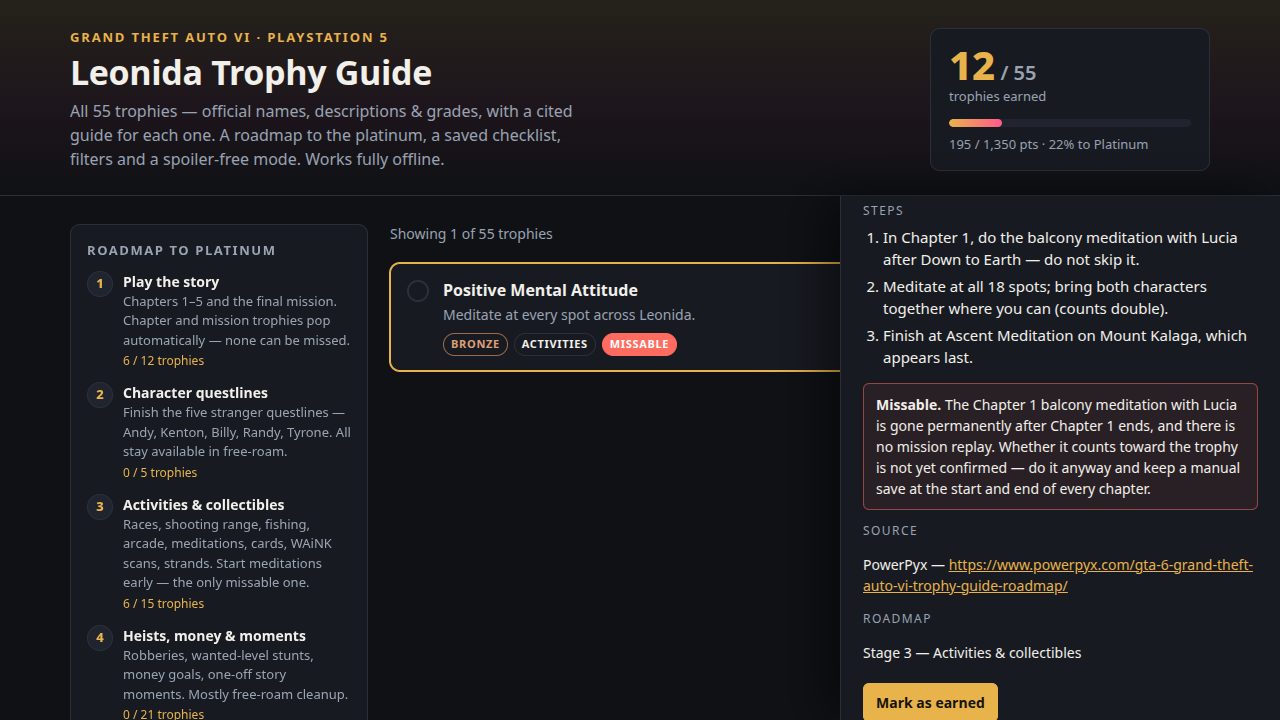 GRAND THEFT AUTO VI · PLAYSTATION 5
Leonida Trophy Guide
All 55 trophies — official names, descriptions & grades, with a cited
guide for each one. A roadmap to the platinum, a saved checklist,
filters and a spoiler-free mode. Works fully offline.
12 / 55
trophies earned
195 / 1,350 pts · 22% to Platinum
ROADMAP TO PLATINUM
1
Play the story
Chapters 1–5 and the final mission.
Chapter and mission trophies pop
automatically — none can be missed.
6 / 12 trophies
2
Character questlines
Finish the five stranger questlines —
Andy, Kenton, Billy, Randy, Tyrone. All
stay available in free-roam.
0 / 5 trophies
3
Activities & collectibles
Races, shooting range, fishing,
arcade, meditations, cards, WAiNK
scans, strands. Start meditations
early — the only missable one.
6 / 15 trophies
4
Heists, money & moments
Robberies, wanted-level stunts,
money goals, one-off story
moments. Mostly free-roam cleanup.
0 / 21 trophies
Showing 1 of 55 trophies
Positive Mental Attitude
Meditate at every spot across Leonida.
BRONZE ACTIVITIES MISSABLE
STEPS
1. In Chapter 1, do the balcony meditation with Lucia
after Down to Earth — do not skip it.
2. Meditate at all 18 spots; bring both characters
together where you can (counts double).
3. Finish at Ascent Meditation on Mount Kalaga, which
appears last.
Missable. The Chapter 1 balcony meditation with Lucia
is gone permanently after Chapter 1 ends, and there is
no mission replay. Whether it counts toward the trophy
is not yet confirmed — do it anyway and keep a manual
save at the start and end of every chapter.
SOURCE
PowerPyx — https://www.powerpyx.com/gta-6-grand-theft-
auto-vi-trophy-guide-roadmap/
ROADMAP
Stage 3 — Activities & collectibles
Mark as earned